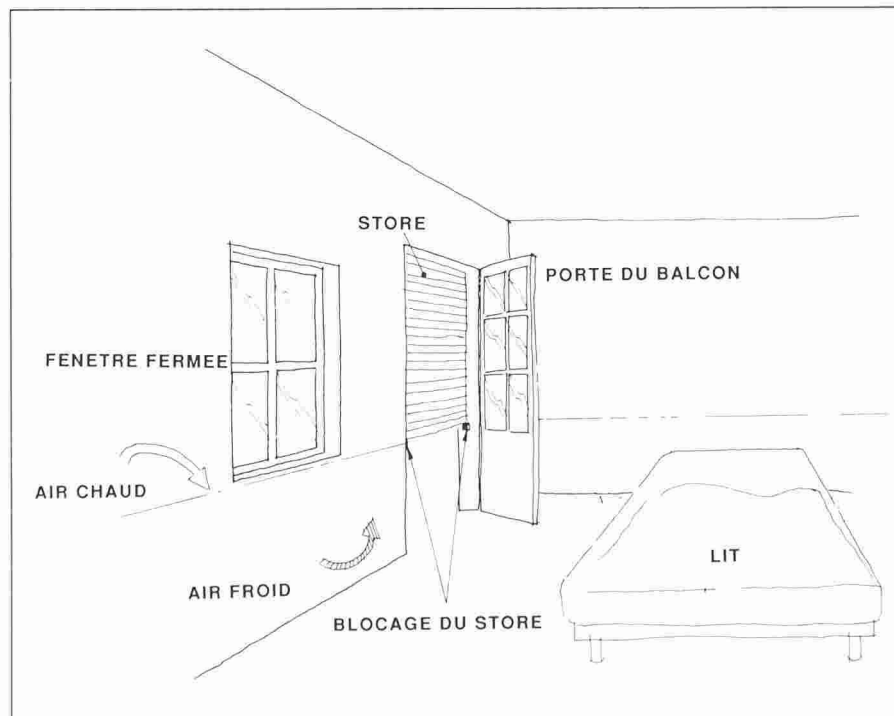 STORE
PORTE DU BALCON
FENETRE FERMEE
AIR CHAUD
AIR FROID
LIT
BLOCAGE DU STORE